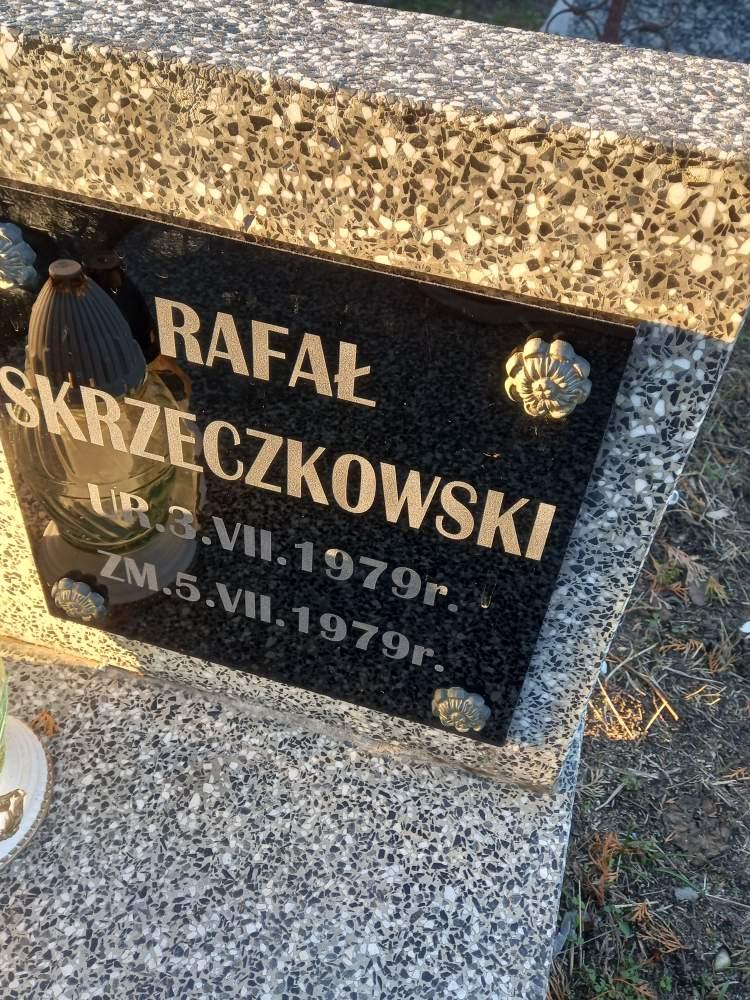 RAFAŁ
SKRZECZKOWSKI
UR.3.VII.1979r.
ZM.5.VII.1979r.